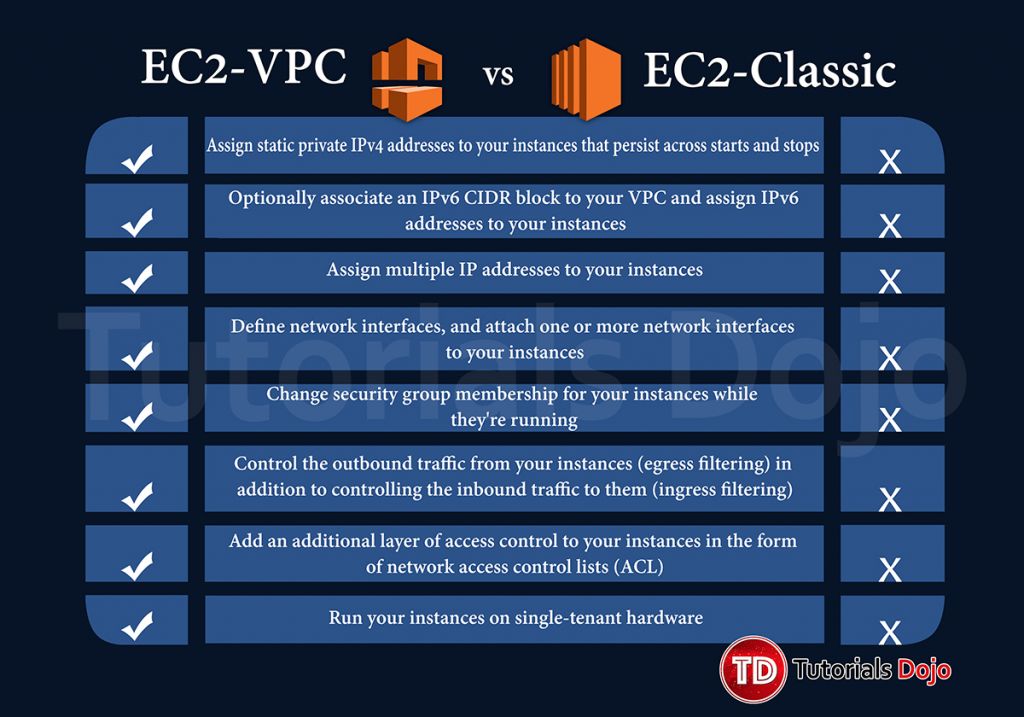 EC2-VPC vs EC2-Classic
Assign static private IPv4 addresses to your instances that persist across starts and stops
X
Optionally associate an IPv6 CIDR block to your VPC and assign IPv6
addresses to your instances
X
Assign multiple IP addresses to your instances
X
Define network interfaces, and attach one or more network interfaces
to your instances
X
Change security group membership for your instances while
they're running
X
Control the outbound traffic from your instances (egress filtering) in
addition to controlling the inbound traffic to them (ingress filtering)
X
Add an additional layer of access control to your instances in the form
of network access control lists (ACL)
X
Run your instances on single-tenant hardware
X
Tutorials Dojo
TD Tutorials Dojo